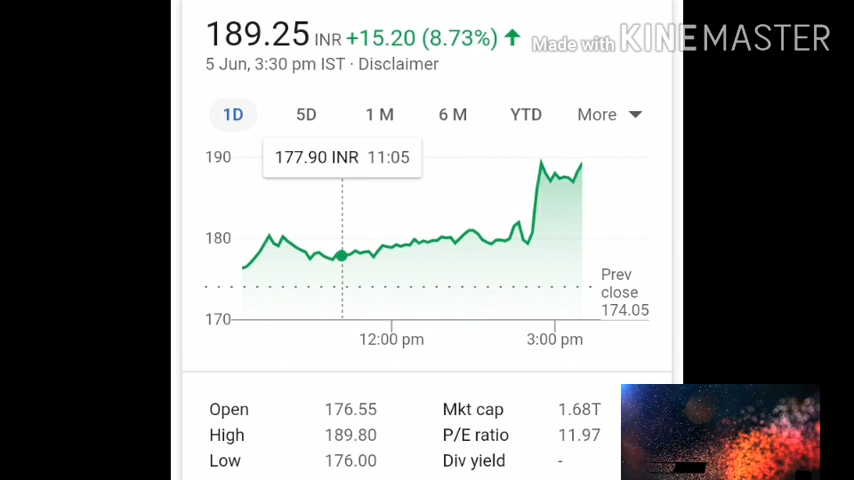 189.25 INR +15.20 (8.73%) ↑
Made with KINEMASTER
5 Jun, 3:30 pm IST · Disclaimer
1D 5D 1 M 6 M YTD More
190
177.90 INR 11:05
180
Prev
close
174.05
170
12:00 pm 3:00 pm
Open 176.55 Mkt cap 1.68T
High 189.80 P/E ratio 11.97
Low 176.00 Div yield -